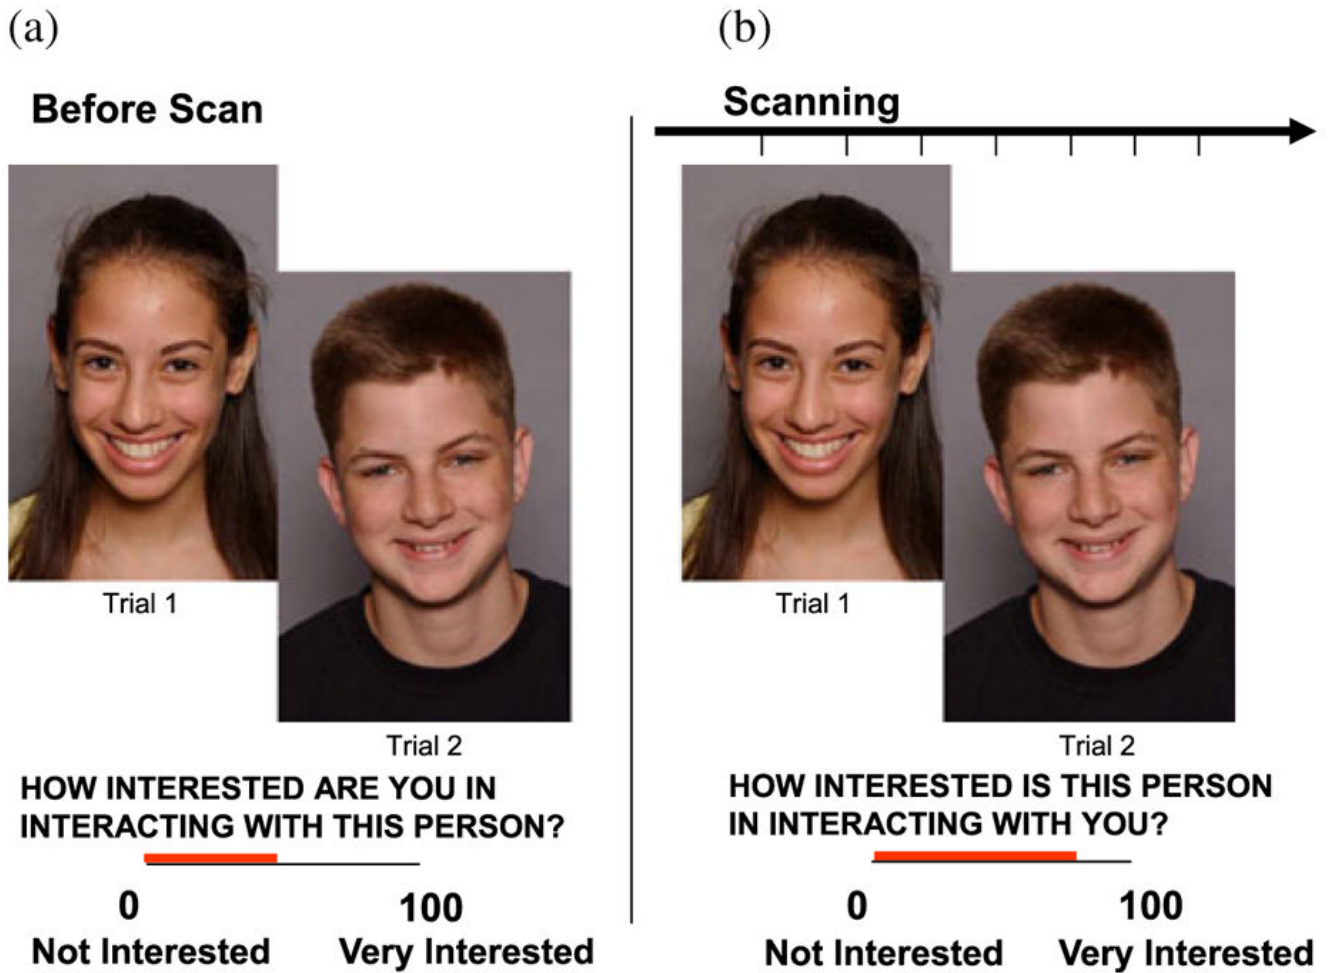 (a)
Before Scan
Trial 1
Trial 2
HOW INTERESTED ARE YOU IN
INTERACTING WITH THIS PERSON?
0 100
Not Interested Very Interested
(b)
Scanning
Trial 1
Trial 2
HOW INTERESTED IS THIS PERSON
IN INTERACTING WITH YOU?
0 100
Not Interested Very Interested